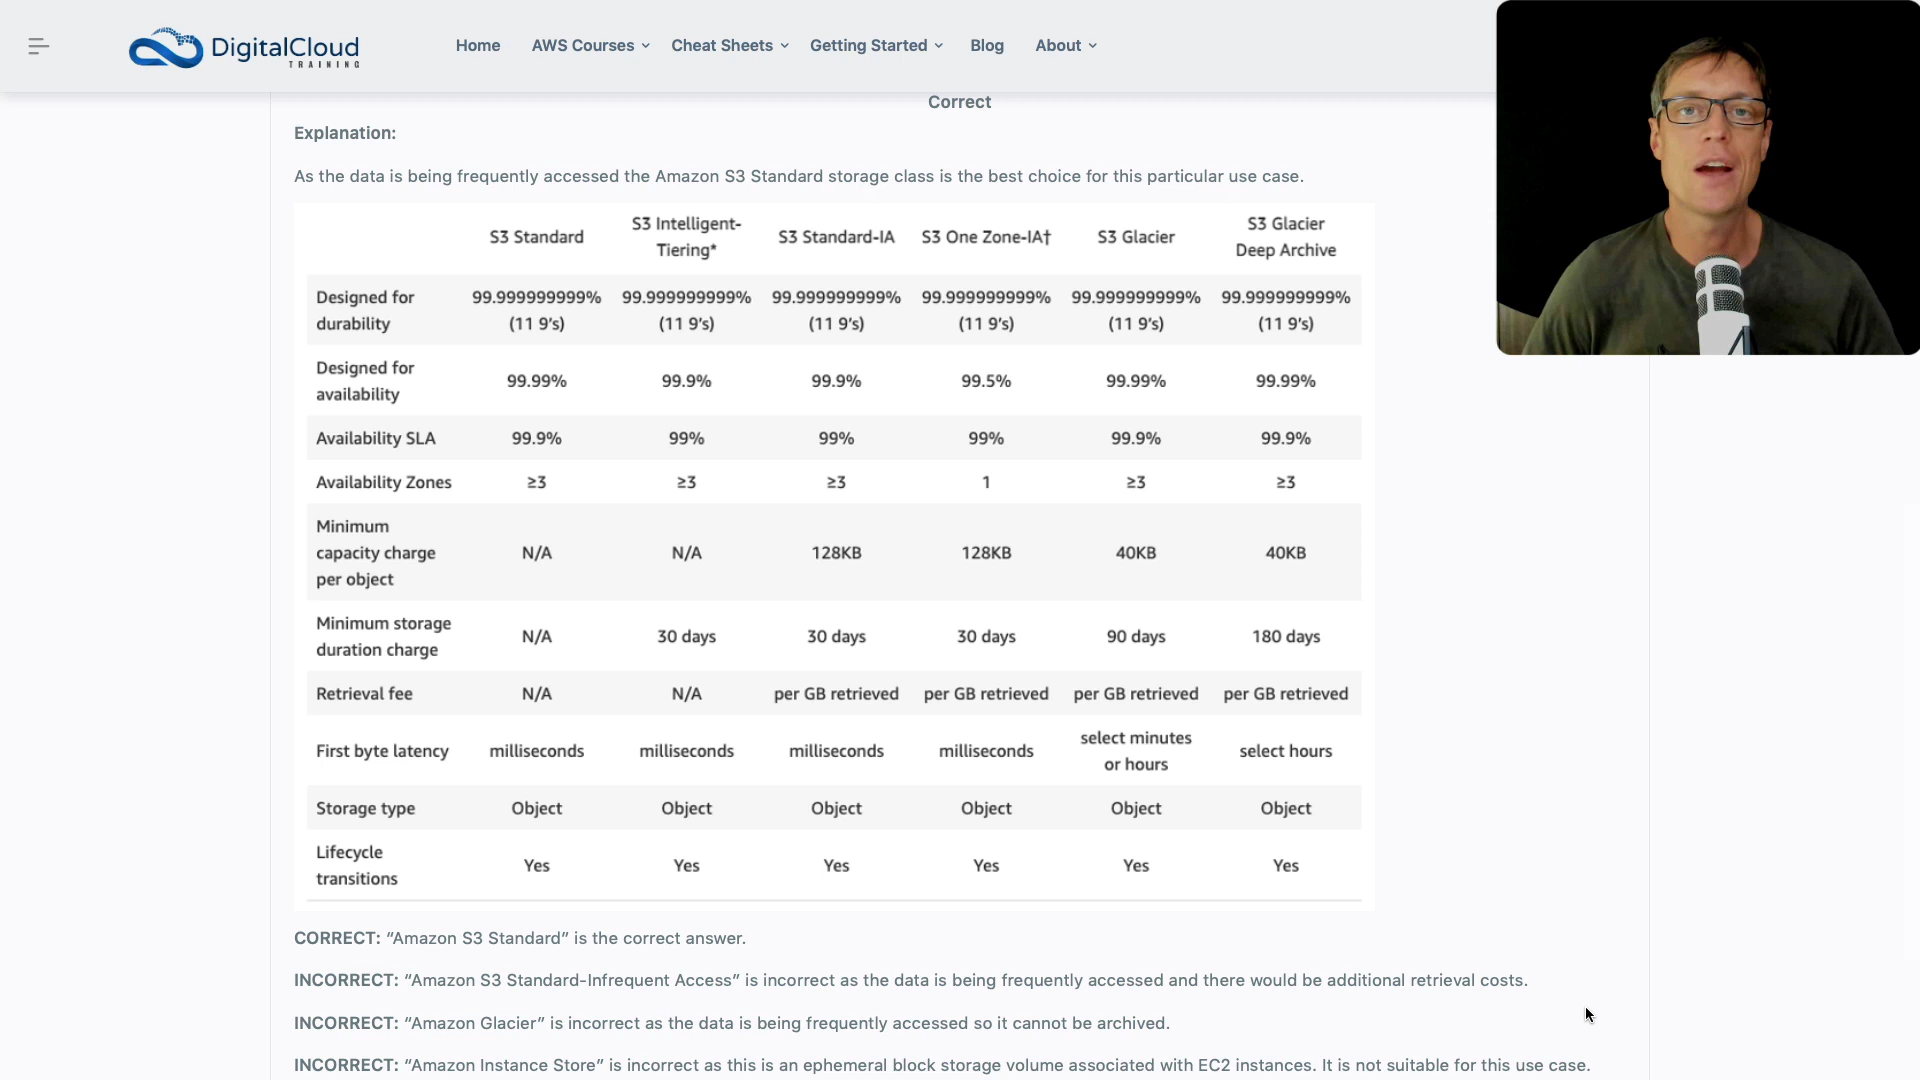 DigitalCloud
TRAINING
Home AWS Courses Cheat Sheets Getting Started Blog About
Correct
Explanation:
As the data is being frequently accessed the Amazon S3 Standard storage class is the best choice for this particular use case.
S3 Standard S3 Intelligent-Tiering* S3 Standard-IA S3 One Zone-IA† S3 Glacier S3 Glacier Deep Archive
Designed for durability 99.999999999% (11 9's) 99.999999999% (11 9's) 99.999999999% (11 9's) 99.999999999% (11 9's) 99.999999999% (11 9's) 99.999999999% (11 9's)
Designed for availability 99.99% 99.9% 99.9% 99.5% 99.99% 99.99%
Availability SLA 99.9% 99% 99% 99% 99.9% 99.9%
Availability Zones ≥3 ≥3 ≥3 1 ≥3 ≥3
Minimum capacity charge per object N/A N/A 128KB 128KB 40KB 40KB
Minimum storage duration charge N/A 30 days 30 days 30 days 90 days 180 days
Retrieval fee N/A N/A per GB retrieved per GB retrieved per GB retrieved per GB retrieved
First byte latency milliseconds milliseconds milliseconds milliseconds select minutes or hours select hours
Storage type Object Object Object Object Object Object
Lifecycle transitions Yes Yes Yes Yes Yes Yes
CORRECT: “Amazon S3 Standard” is the correct answer.
INCORRECT: “Amazon S3 Standard-Infrequent Access” is incorrect as the data is being frequently accessed and there would be additional retrieval costs.
INCORRECT: “Amazon Glacier” is incorrect as the data is being frequently accessed so it cannot be archived.
INCORRECT: “Amazon Instance Store” is incorrect as this is an ephemeral block storage volume associated with EC2 instances. It is not suitable for this use case.